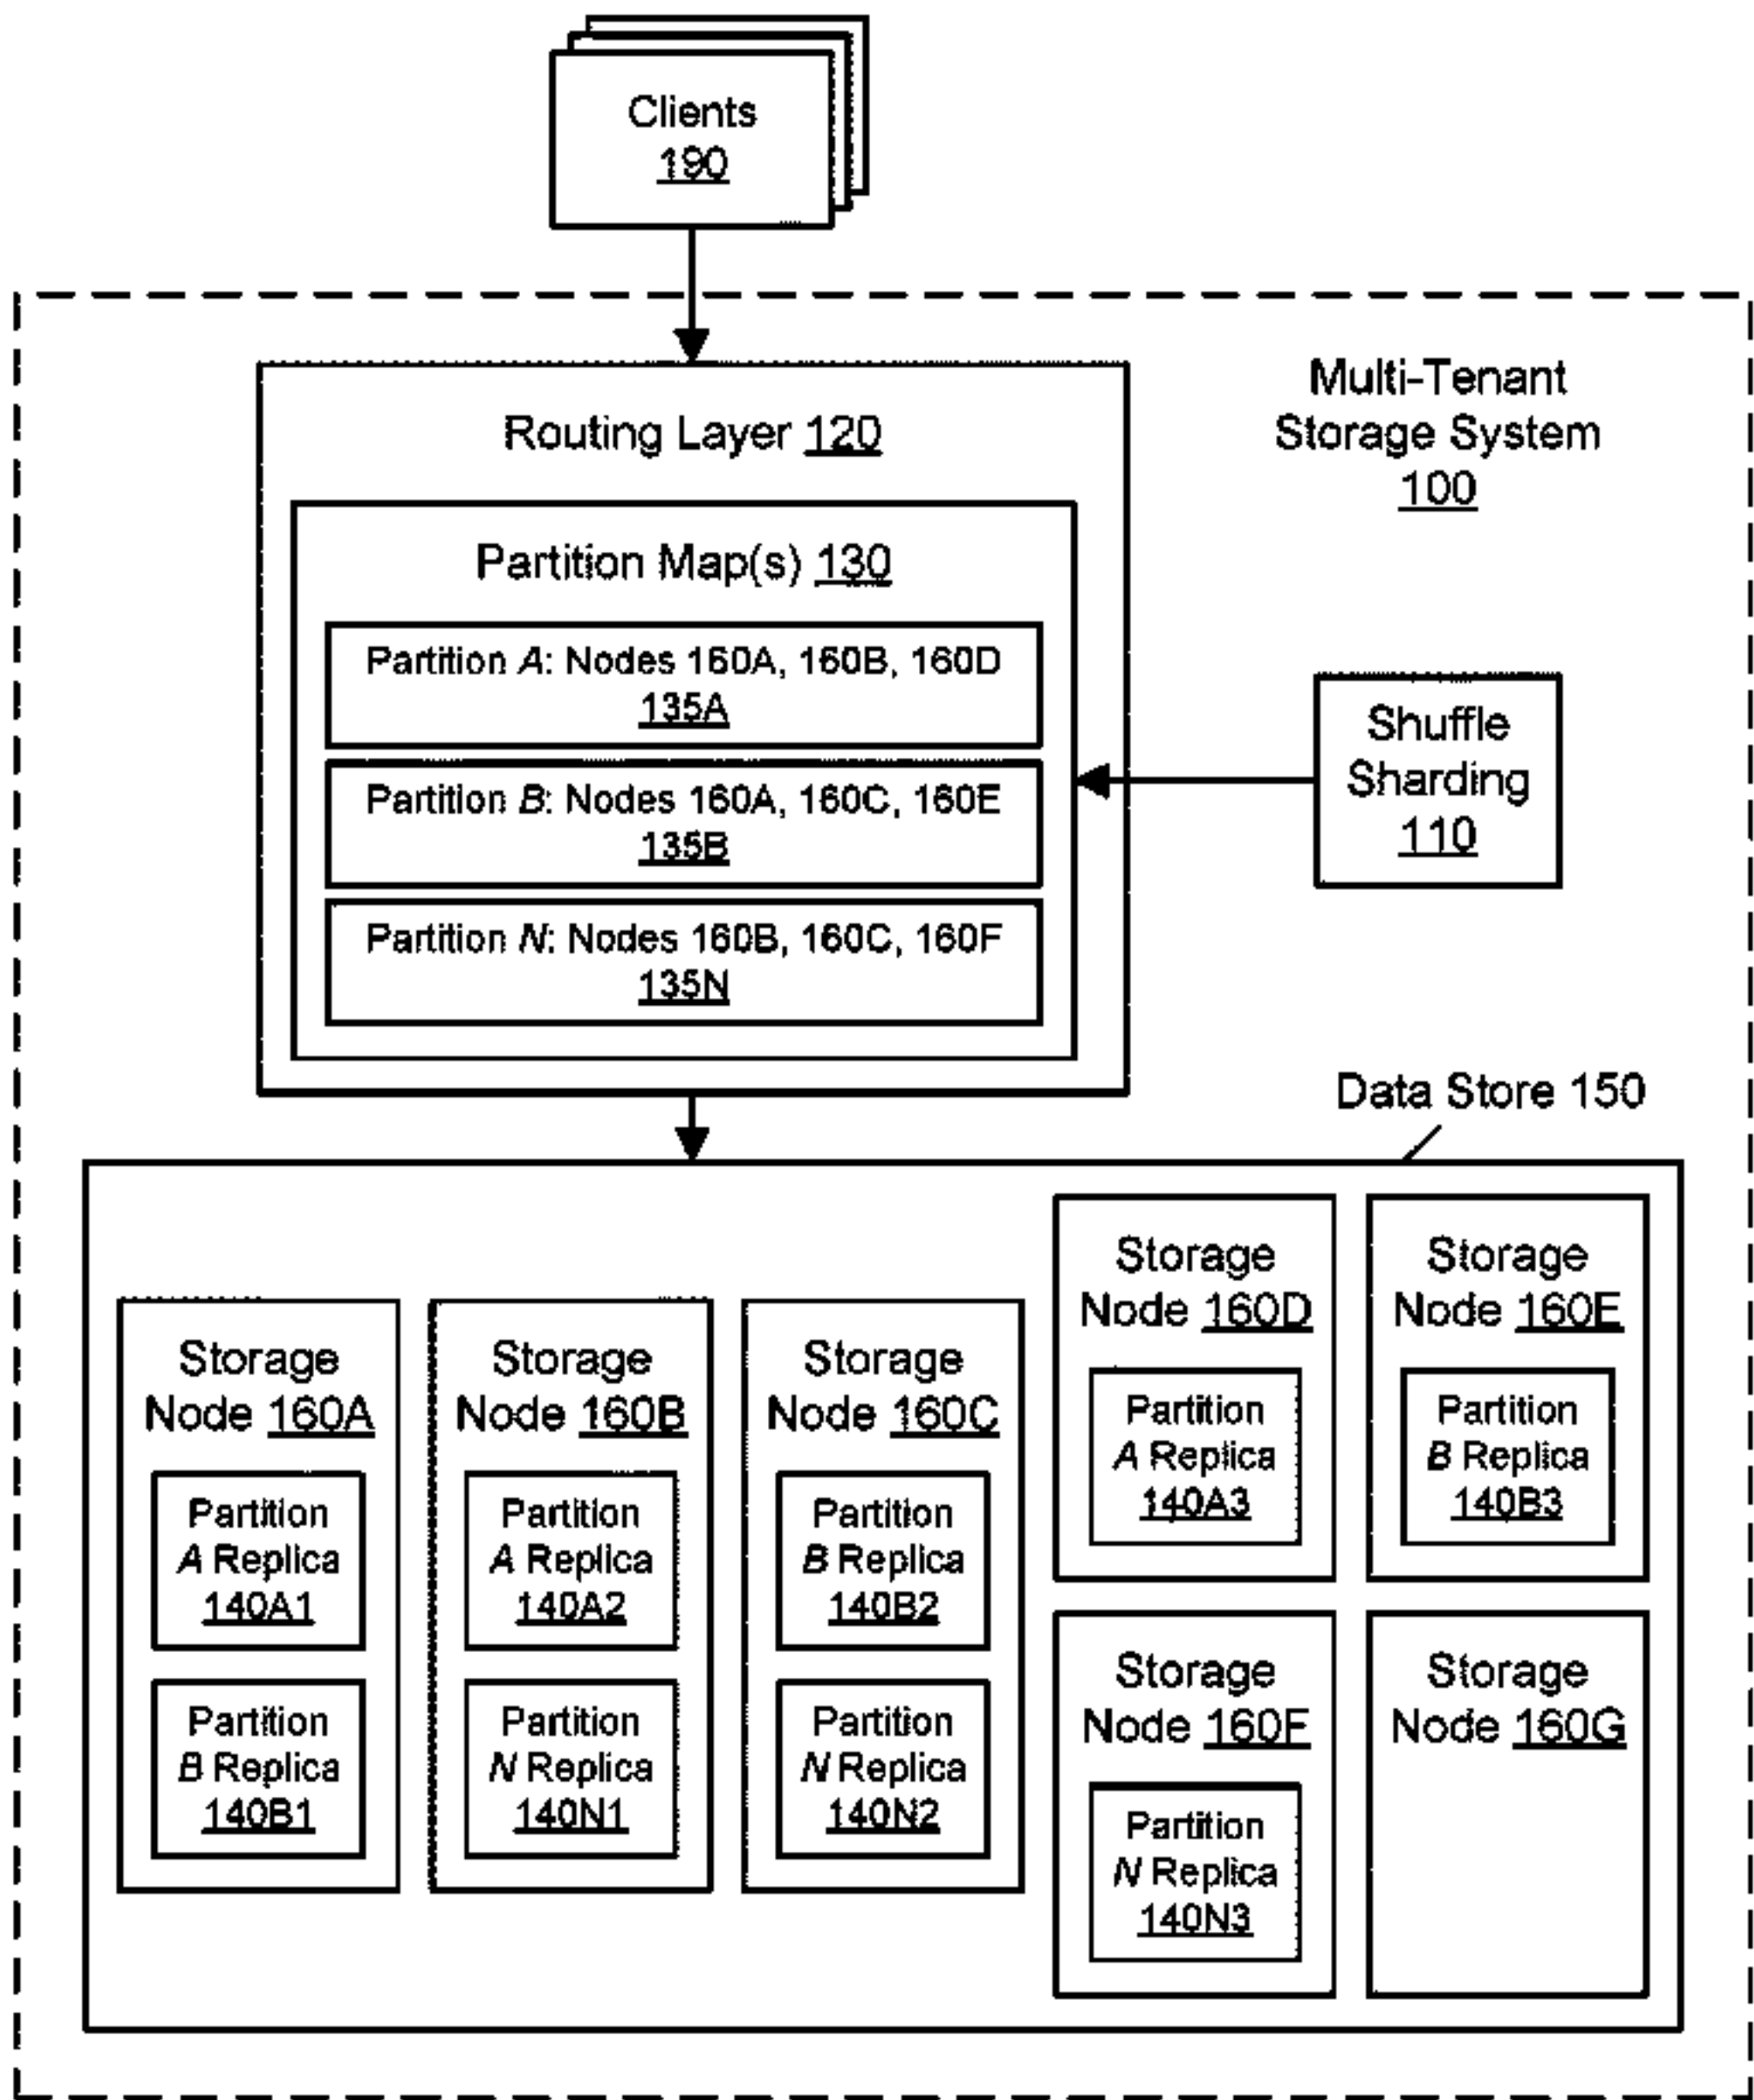 Clients
190
Multi-Tenant
Storage System
100
Routing Layer 120
Partition Map(s) 130
Partition A: Nodes 160A, 160B, 160D
135A
Partition B: Nodes 160A, 160C, 160E
135B
Partition N: Nodes 160B, 160C, 160F
135N
Shuffle
Sharding
110
Data Store 150
Storage
Node 160A
Partition
A Replica
140A1
Partition
B Replica
140B1
Storage
Node 160B
Partition
A Replica
140A2
Partition
N Replica
140N1
Storage
Node 160C
Partition
B Replica
140B2
Partition
N Replica
140N2
Storage
Node 160D
Partition
A Replica
140A3
Storage
Node 160E
Partition
B Replica
140B3
Storage
Node 160F
Partition
N Replica
140N3
Storage
Node 160G